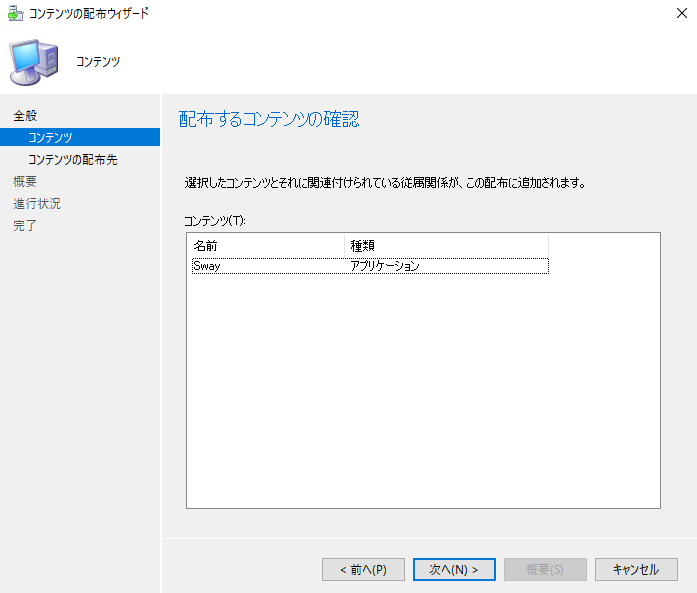 コンテンツの配布ウィザード
コンテンツ
全般
コンテンツ
コンテンツの配布先
概要
進行状況
完了
配布するコンテンツの確認
選択したコンテンツとそれに関連付けられている従属関係が、この配布に追加されます。
コンテンツ(T):
名前 種類
Sway アプリケーション
< 前へ(P) 次へ(N) > 概要(S) キャンセル